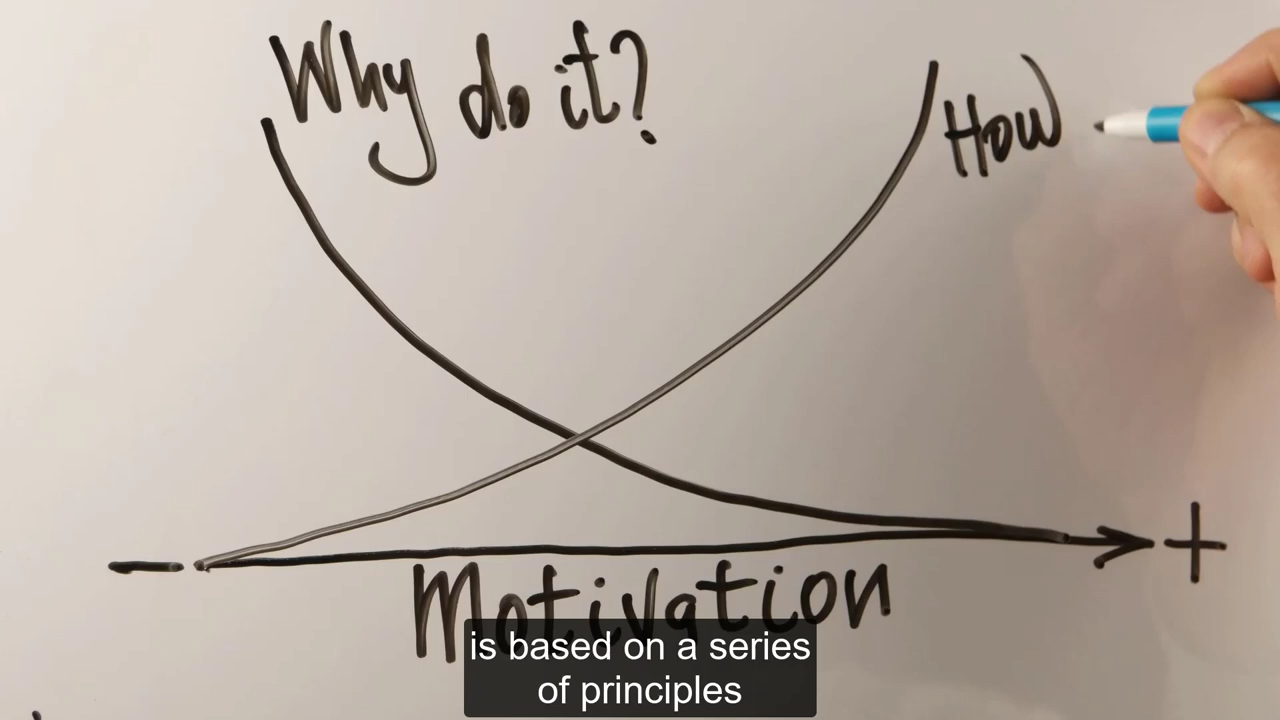 Why do it?
How
- +
Motivation
is based on a series
of principles